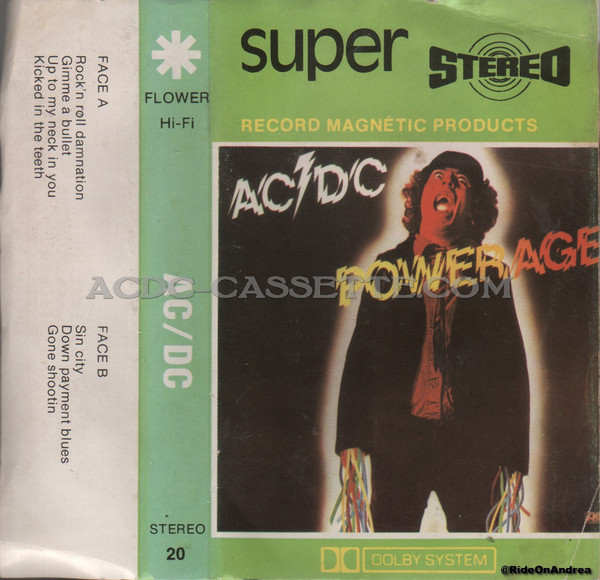 FACE A
Rock'n røll damnation
Gimme a bullet
Up to my neck in you
Kicked in the teeth
FACE B
Sin city
Down payment blues
Gone shootin
FLOWER
Hi-Fi
AC/DC
STEREO
20
super
STEREO
RECORD MAGNÉTIC PRODUCTS
AC DC
POWERAGE
DOLBY SYSTEM
ACDC-CASSETTE.COM
@RideOnAndrea